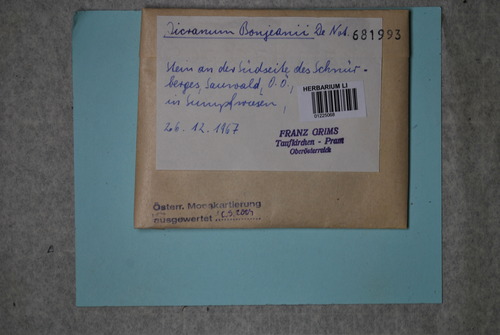 Dicranum Bonjeanii De Not. 681993
Stein an der Südseite des Schnür-
berges, Sauwald, O.Ö.,
in Sumpfwiesen,
26.12.1967
HERBARIUM LI
FRANZ GRIMS
Taufkirchen - Pram
Oberösterreich
Österr. Mooskartierung
ausgewertet